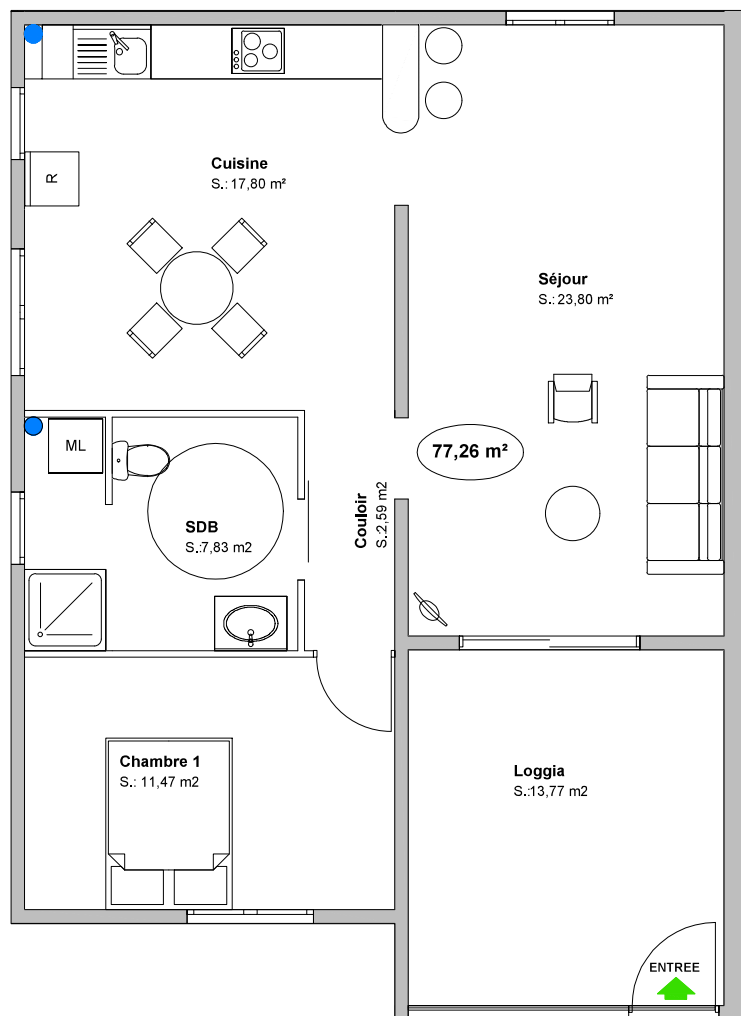 Cuisine
S.: 17,80 m²
R
Séjour
S.: 23,80 m²
77,26 m²
ML
SDB
S.:7,83 m2
Couloir
S.:2,59 m2
Chambre 1
S.: 11,47 m2
Loggia
S.:13,77 m2
ENTREE